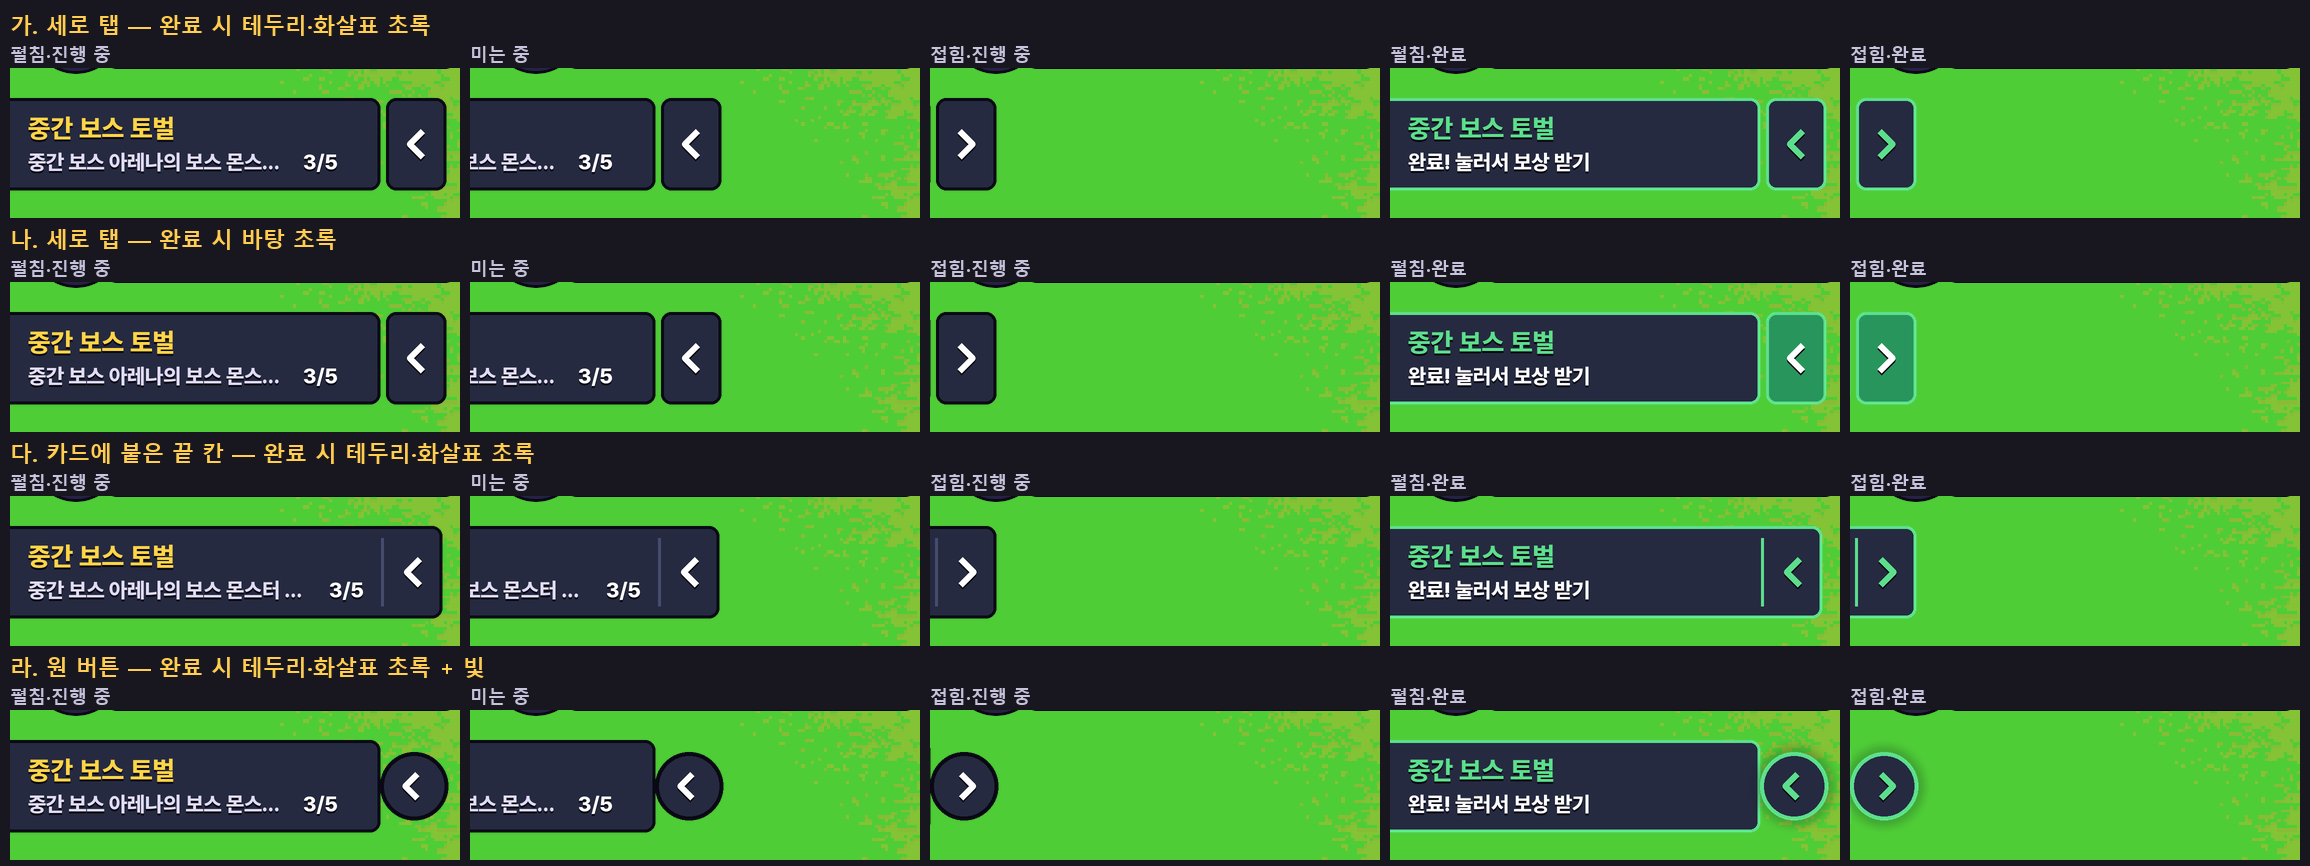 가. 세로 탭 — 완료 시 테두리·화살표 초록
펼침·진행 중
미는 중
접힘·진행 중
펼침·완료
접힘·완료
중간 보스 토벌
중간 보스 아레나의 보스 몬스... 3/5
보스 몬스... 3/5
중간 보스 토벌
완료! 눌러서 보상 받기
나. 세로 탭 — 완료 시 바탕 초록
펼침·진행 중
미는 중
접힘·진행 중
펼침·완료
접힘·완료
중간 보스 토벌
중간 보스 아레나의 보스 몬스... 3/5
보스 몬스... 3/5
중간 보스 토벌
완료! 눌러서 보상 받기
다. 카드에 붙은 끝 칸 — 완료 시 테두리·화살표 초록
펼침·진행 중
미는 중
접힘·진행 중
펼침·완료
접힘·완료
중간 보스 토벌
중간 보스 아레나의 보스 몬스터 ... 3/5
보스 몬스터 ... 3/5
중간 보스 토벌
완료! 눌러서 보상 받기
라. 원 버튼 — 완료 시 테두리·화살표 초록 + 빛
펼침·진행 중
미는 중
접힘·진행 중
펼침·완료
접힘·완료
중간 보스 토벌
중간 보스 아레나의 보스 몬스... 3/5
보스 몬스... 3/5
중간 보스 토벌
완료! 눌러서 보상 받기